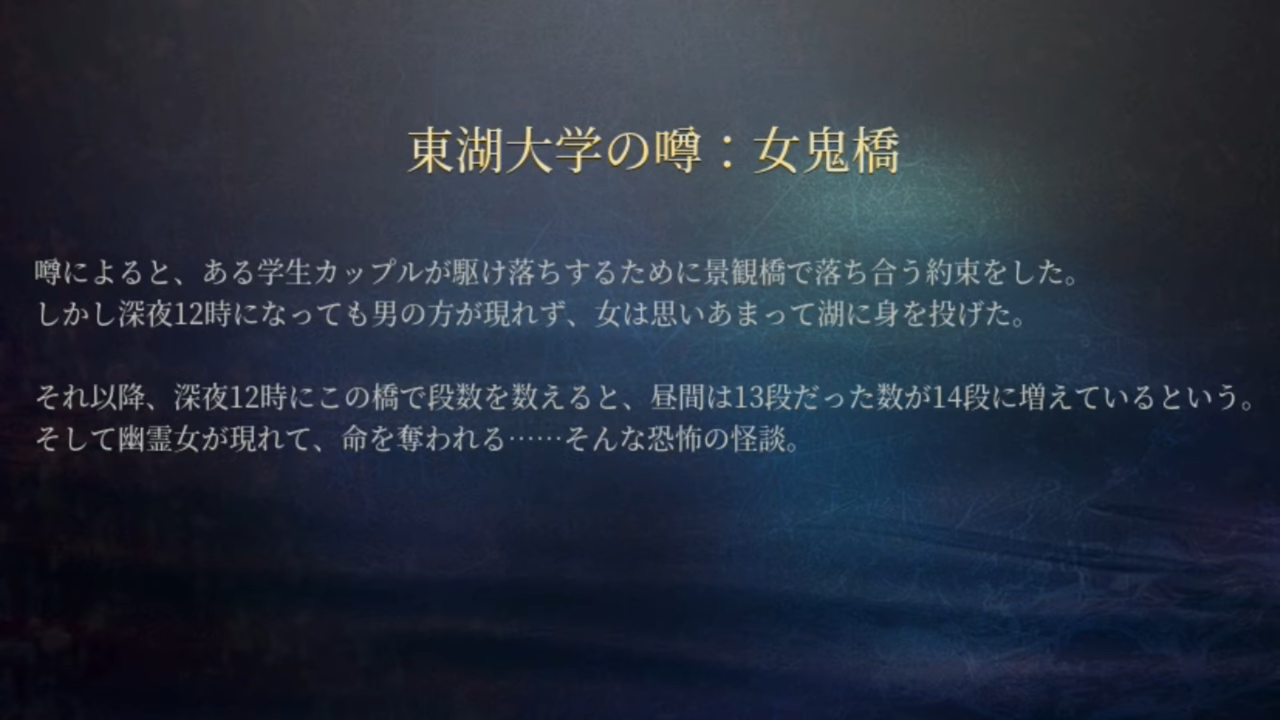 東湖大学の噂：女鬼橋
噂によると、ある学生カップルが駆け落ちするために景観橋で落ち合う約束をした。
しかし深夜12時になっても男の方が現れず、女は思いあまって湖に身を投げた。
それ以降、深夜12時にこの橋で段数を数えると、昼間は13段だった数が14段に増えているという。
そして幽霊女が現れて、命を奪われる……そんな恐怖の怪談。